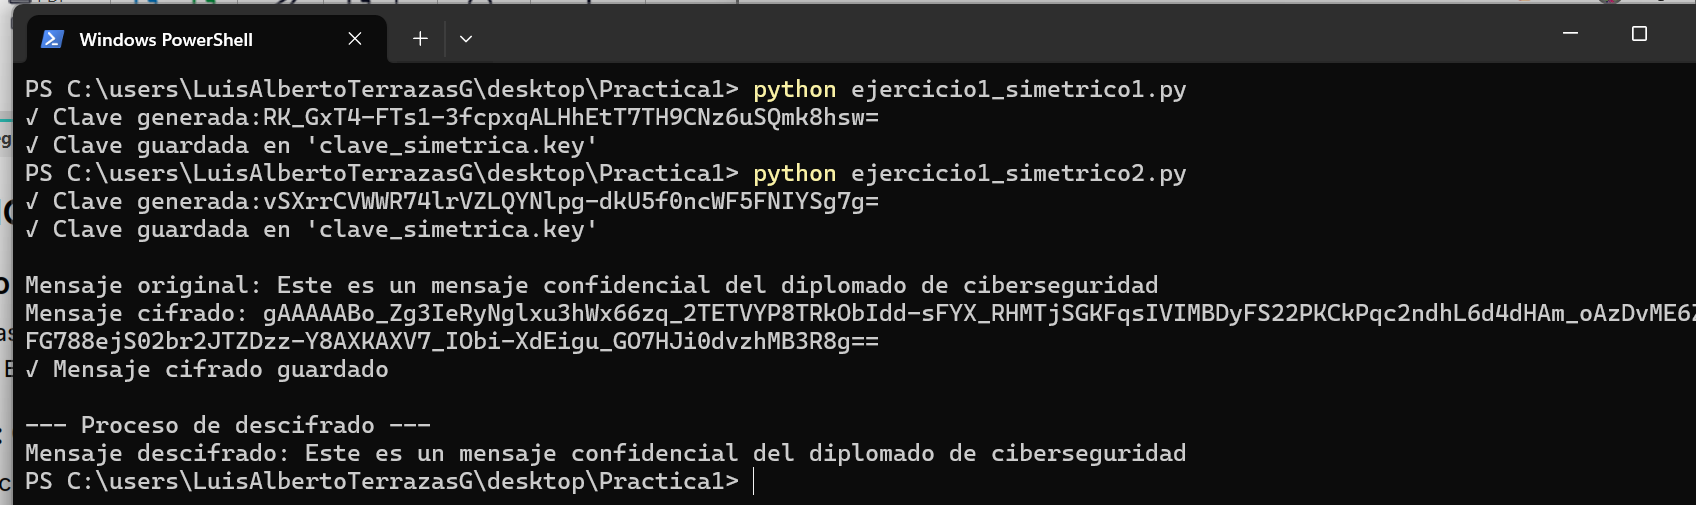 Windows PowerShell
PS C:\users\LuisAlbertoTerrazasG\desktop\Practica1> python ejercicio1_simetrico1.py
√ Clave generada:RK_GxT4-FTs1-3fcpxqALHhEtT7TH9CNz6uSQmk8hsw=
√ Clave guardada en 'clave_simetrica.key'
PS C:\users\LuisAlbertoTerrazasG\desktop\Practica1> python ejercicio1_simetrico2.py
√ Clave generada:vSXrrCVWWR74lrVZLQYNlpg-dkU5f0ncWF5FNIYSg7g=
√ Clave guardada en 'clave_simetrica.key'
Mensaje original: Este es un mensaje confidencial del diplomado de ciberseguridad
Mensaje cifrado: gAAAAABo_Zg3IeRyNglxu3hWx66zq_2TETVYP8TRkObIdd-sFYX_RHMTjSGKFqsIVIMBDyFS22PKCkPqc2ndhL6d4dHAm_oAzDvME6Z
FG788ejS02br2JTZDzz-Y8AXKAXV7_IObi-XdEigu_GO7HJi0dvzhMB3R8g==
√ Mensaje cifrado guardado
--- Proceso de descifrado ---
Mensaje descifrado: Este es un mensaje confidencial del diplomado de ciberseguridad
PS C:\users\LuisAlbertoTerrazasG\desktop\Practica1>